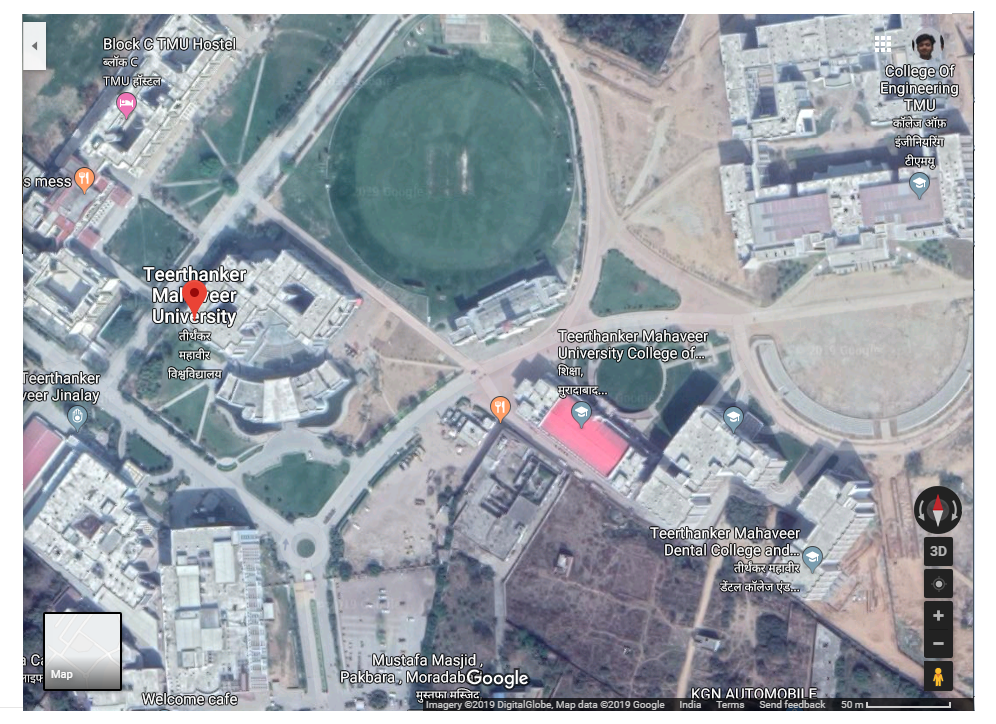 Block C TMU Hostel
ब्लॉक C
TMU हॉस्टल
College Of
Engineering
TMU
कॉलेज ऑफ़
इंजीनियरिंग
टीएमयू
s mess
Teerthanker
Mahaveer
University
तीर्थंकर
महावीर
विश्वविद्यालय
Teerthanker Mahaveer
University College of...
शिक्षा,
मुरादाबाद...
Teerthanker
veer Jinalay
Teerthanker Mahaveer
Dental College and...
तीर्थंकर महावीर
डेंटल कॉलेज एंड...
3D
Map
Mustafa Masjid,
Pakbara., Moradab
Google
मुस्तफा मस्जिद
Welcome cafe
KGN AUTOMOBILE
Imagery ©2019 DigitalGlobe, Map data ©2019 Google India Terms Send feedback 50 m